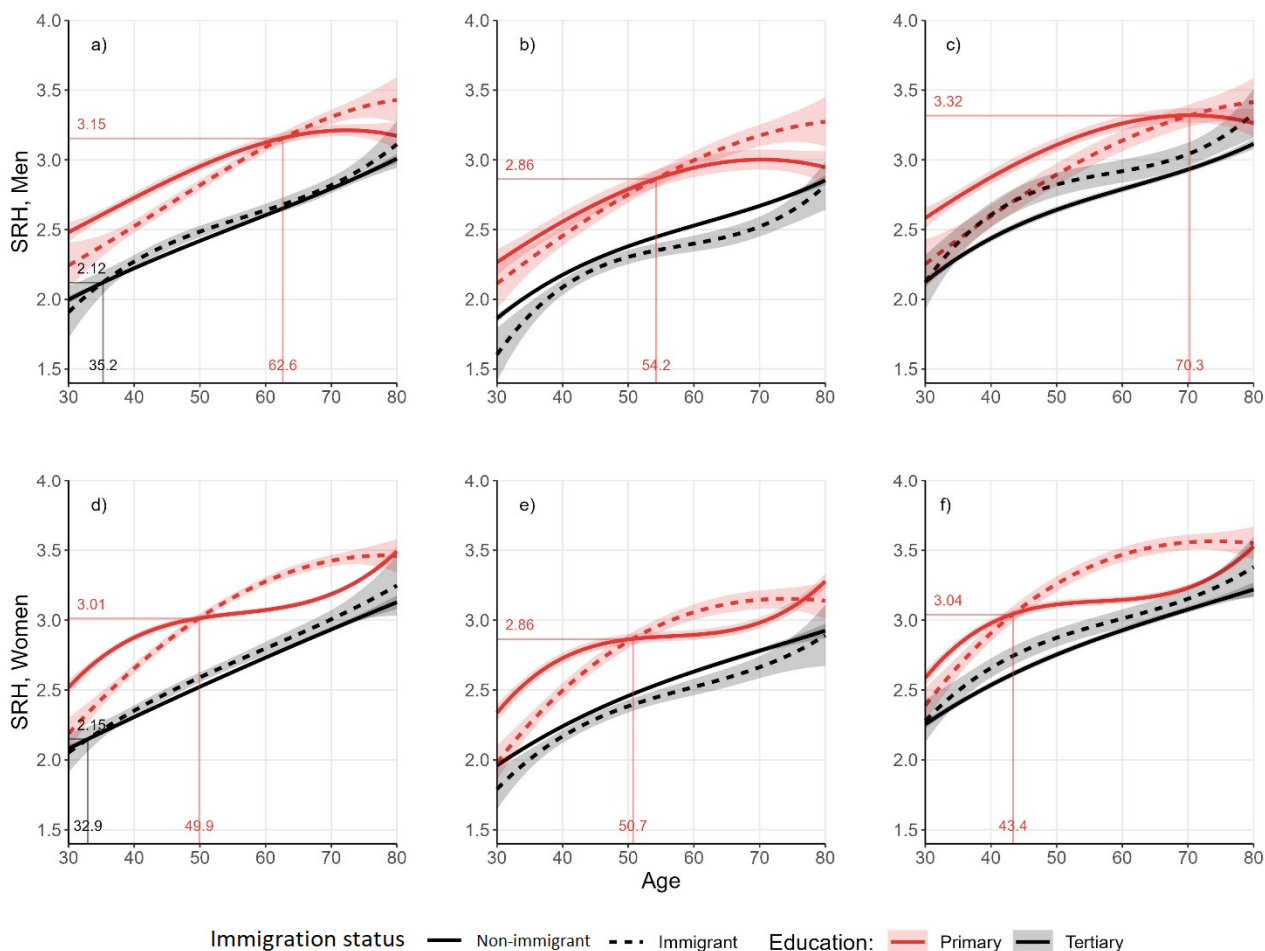 4.0 4.0 4.0
a) b) c)
3.5 3.5 3.5
3.15 2.86 3.32
3.0 3.0 3.0
SRH, Men
2.5 2.5 2.5
2.12
2.0 2.0 2.0
1.5 35.2 62.6 1.5 54.2 1.5 70.3
30 40 50 60 70 80 30 40 50 60 70 80 30 40 50 60 70 80
4.0 4.0 4.0
d) e) f)
3.5 3.5 3.5
3.01 2.86 3.04
3.0 3.0 3.0
SRH, Women
2.5 2.5 2.5
2.15
2.0 2.0 2.0
1.5 32.9 49.9 1.5 50.7 1.5 43.4
30 40 50 60 70 80 30 40 50 60 70 80 30 40 50 60 70 80
Age
Immigration status Non-immigrant Immigrant Education: Primary Tertiary